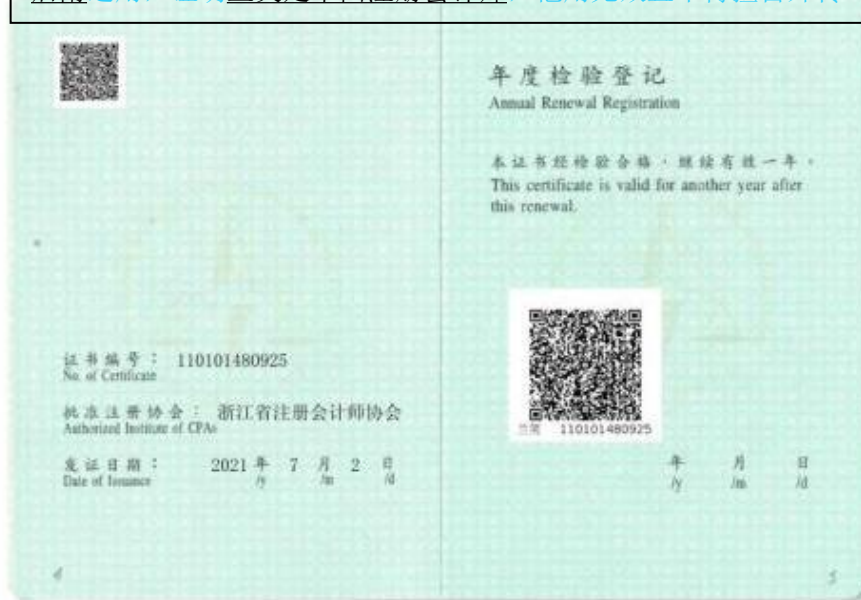 年度检验登记
Annual Renewal Registration
本证书经检验合格，继续有效一年。
This certificate is valid for another year after
this renewal.
证书编号： 110101480925
No. of Certificate
批准注册协会： 浙江省注册会计师协会
Authorized Institute of CPAs
发证日期： 2021 年 7 月 2 日
Date of Issuance /y /m /d
110101480925
年 月 日
/y /m /d
4
5